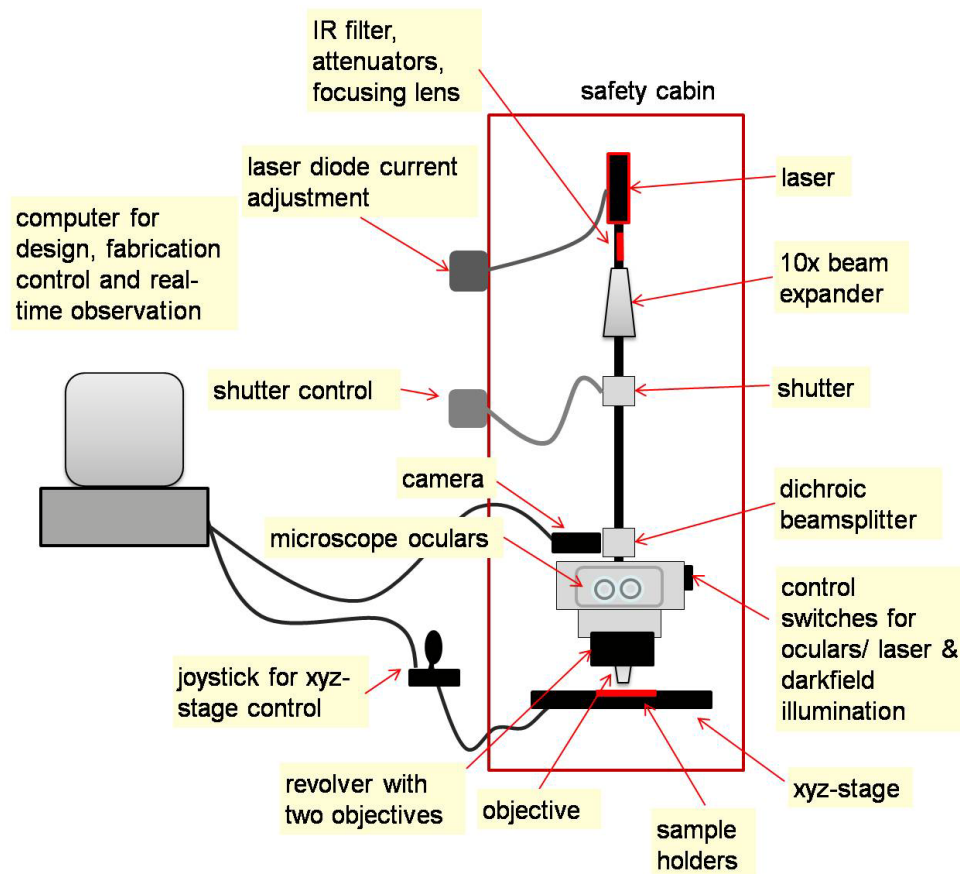 IR filter,
attenuators,
focusing lens
safety cabin
laser diode current
adjustment
laser
computer for
design, fabrication
control and real-
time observation
10x beam
expander
shutter control
shutter
camera
dichroic
beamsplitter
microscope oculars
control
switches for
oculars/ laser &
darkfield
illumination
joystick for xyz-
stage control
revolver with
two objectives
objective
sample
holders
xyz-stage